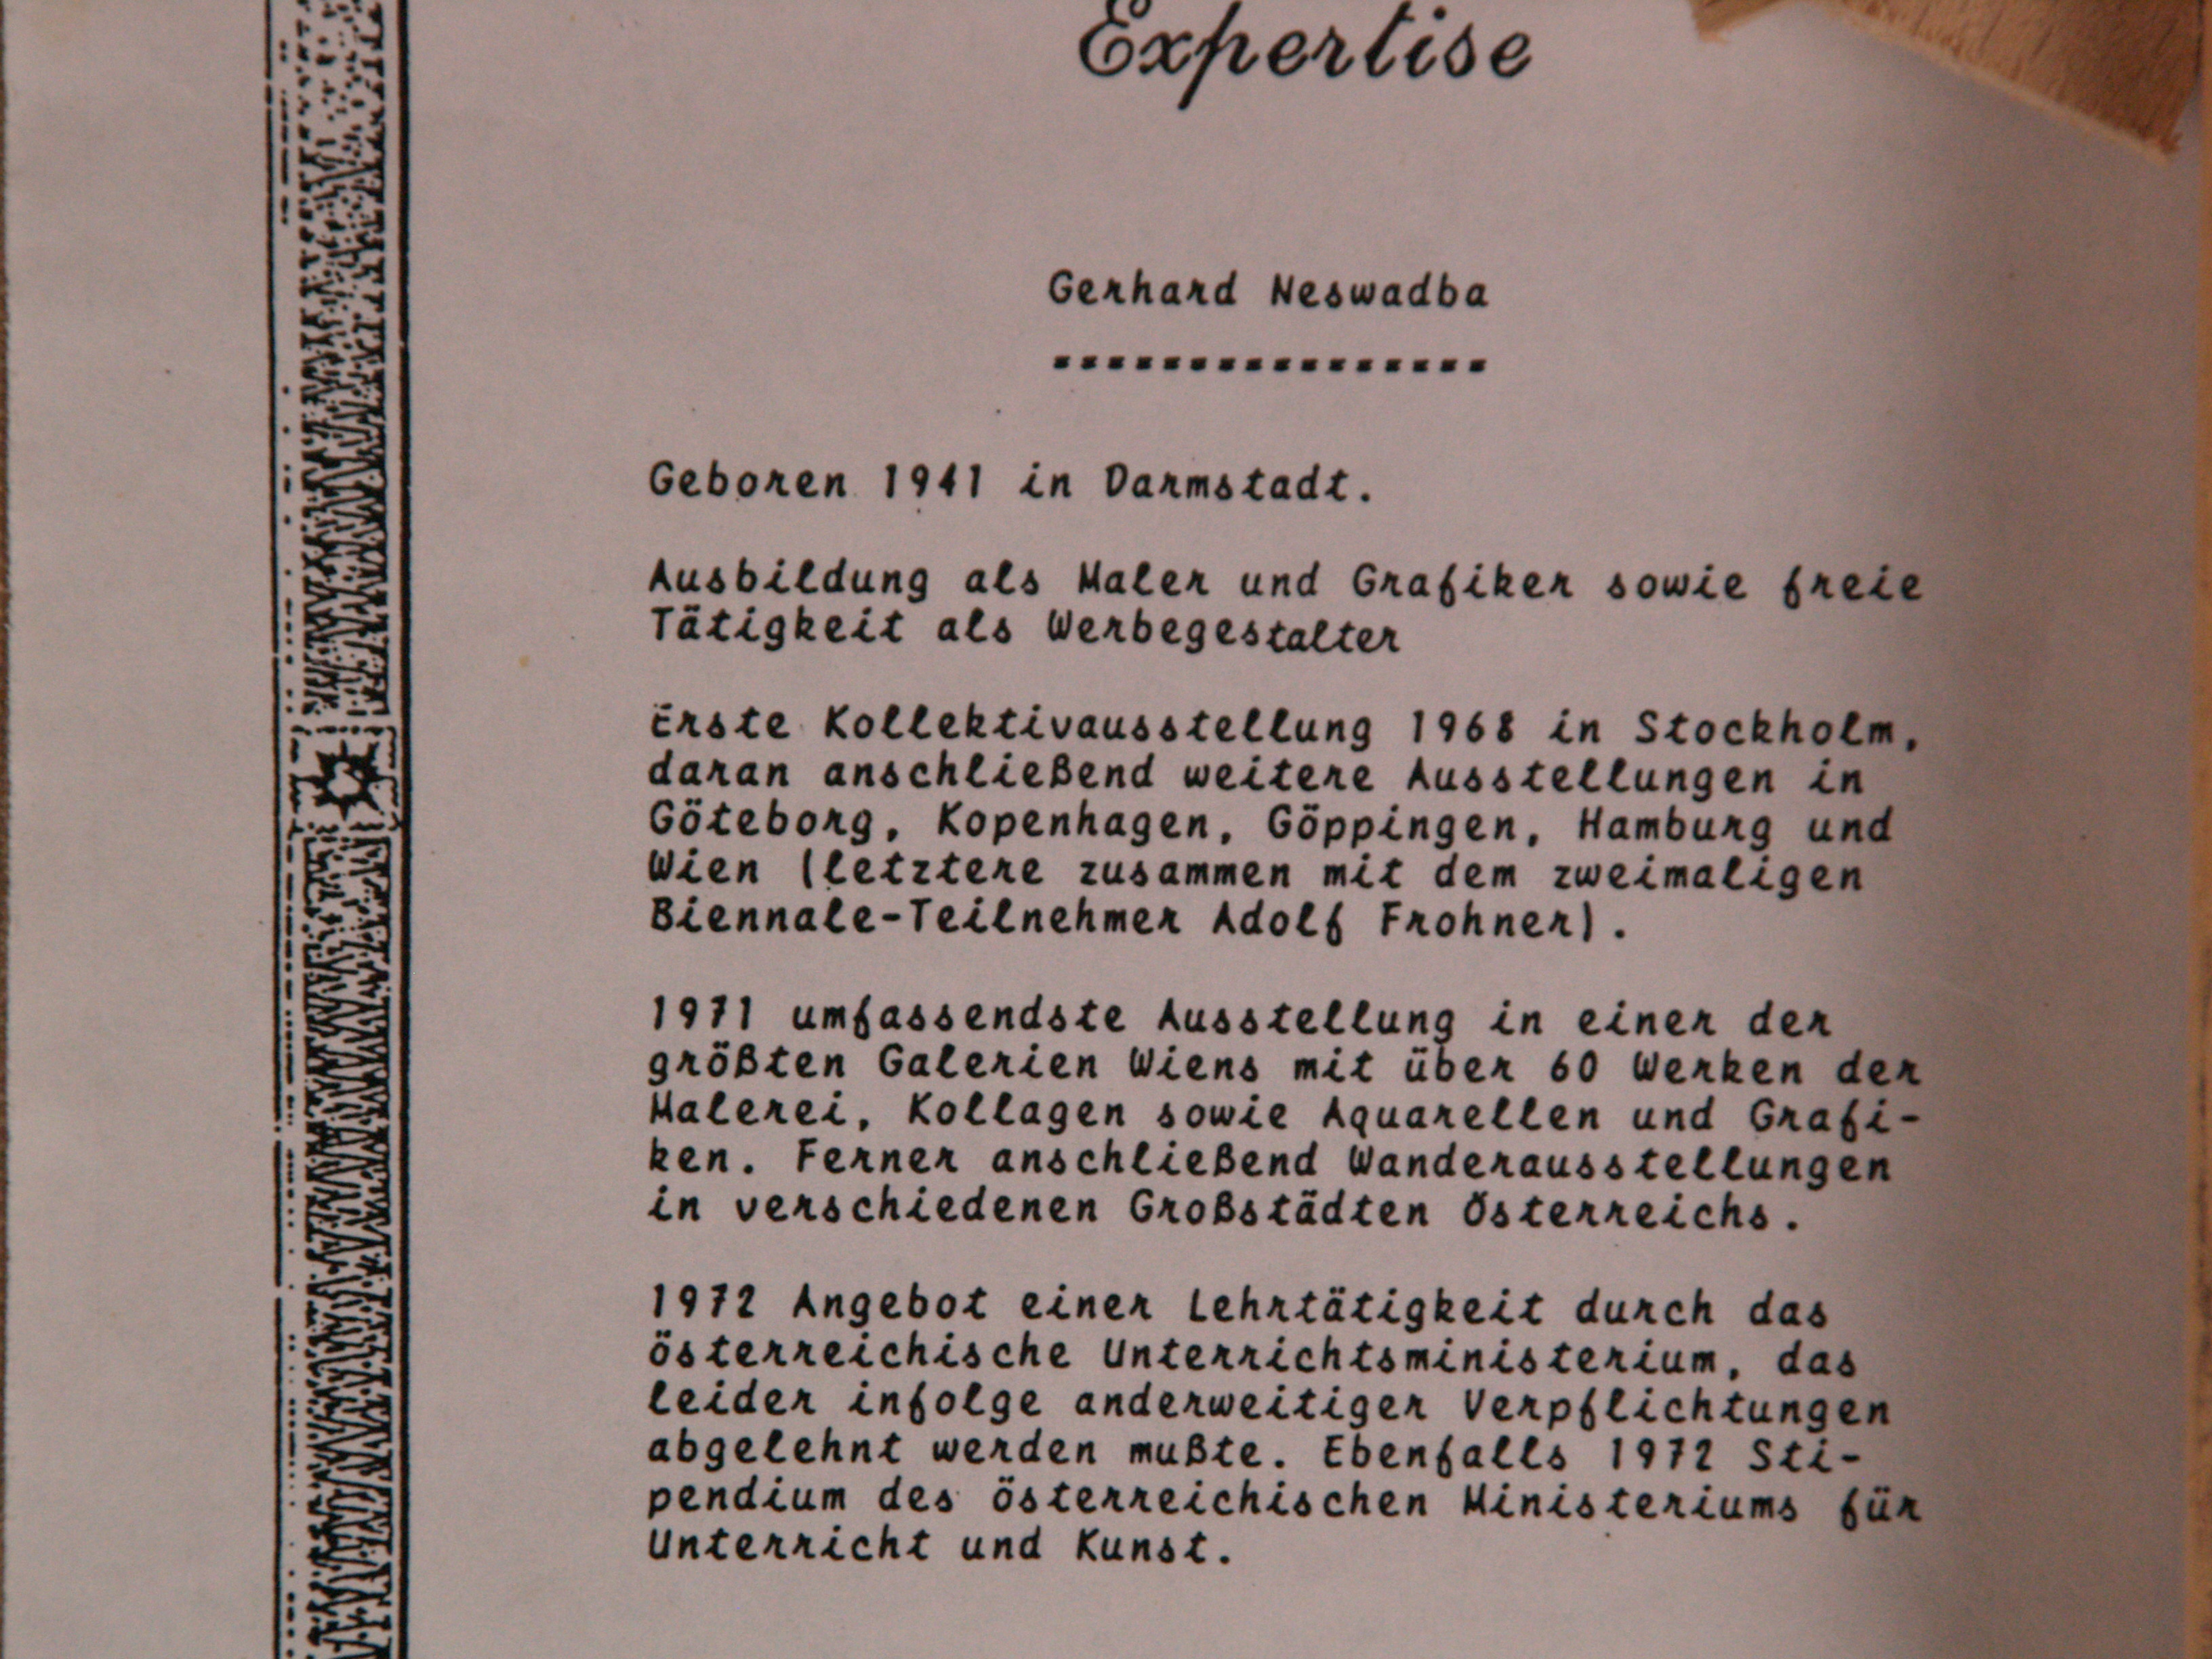 Expertise
Gerhard Neswadba
----------------
Geboren 1941 in Darmstadt.
Ausbildung als Maler und Grafiker sowie freie
Tätigkeit als Werbegestalter
Erste Kollektivausstellung 1968 in Stockholm,
daran anschließend weitere Ausstellungen in
Göteborg, Kopenhagen, Göppingen, Hamburg und
Wien (letztere zusammen mit dem zweimaligen
Biennale-Teilnehmer Adolf Frohner).
1971 umfassendste Ausstellung in einer der
größten Galerien Wiens mit über 60 Werken der
Malerei, Kollagen sowie Aquarellen und Grafi-
ken. Ferner anschließend Wanderausstellungen
in verschiedenen Großstädten Österreichs.
1972 Angebot einer Lehrtätigkeit durch das
österreichische Unterrichtsministerium, das
leider infolge anderweitiger Verpflichtungen
abgelehnt werden mußte. Ebenfalls 1972 Sti-
pendium des österreichischen Ministeriums für
Unterricht und Kunst.